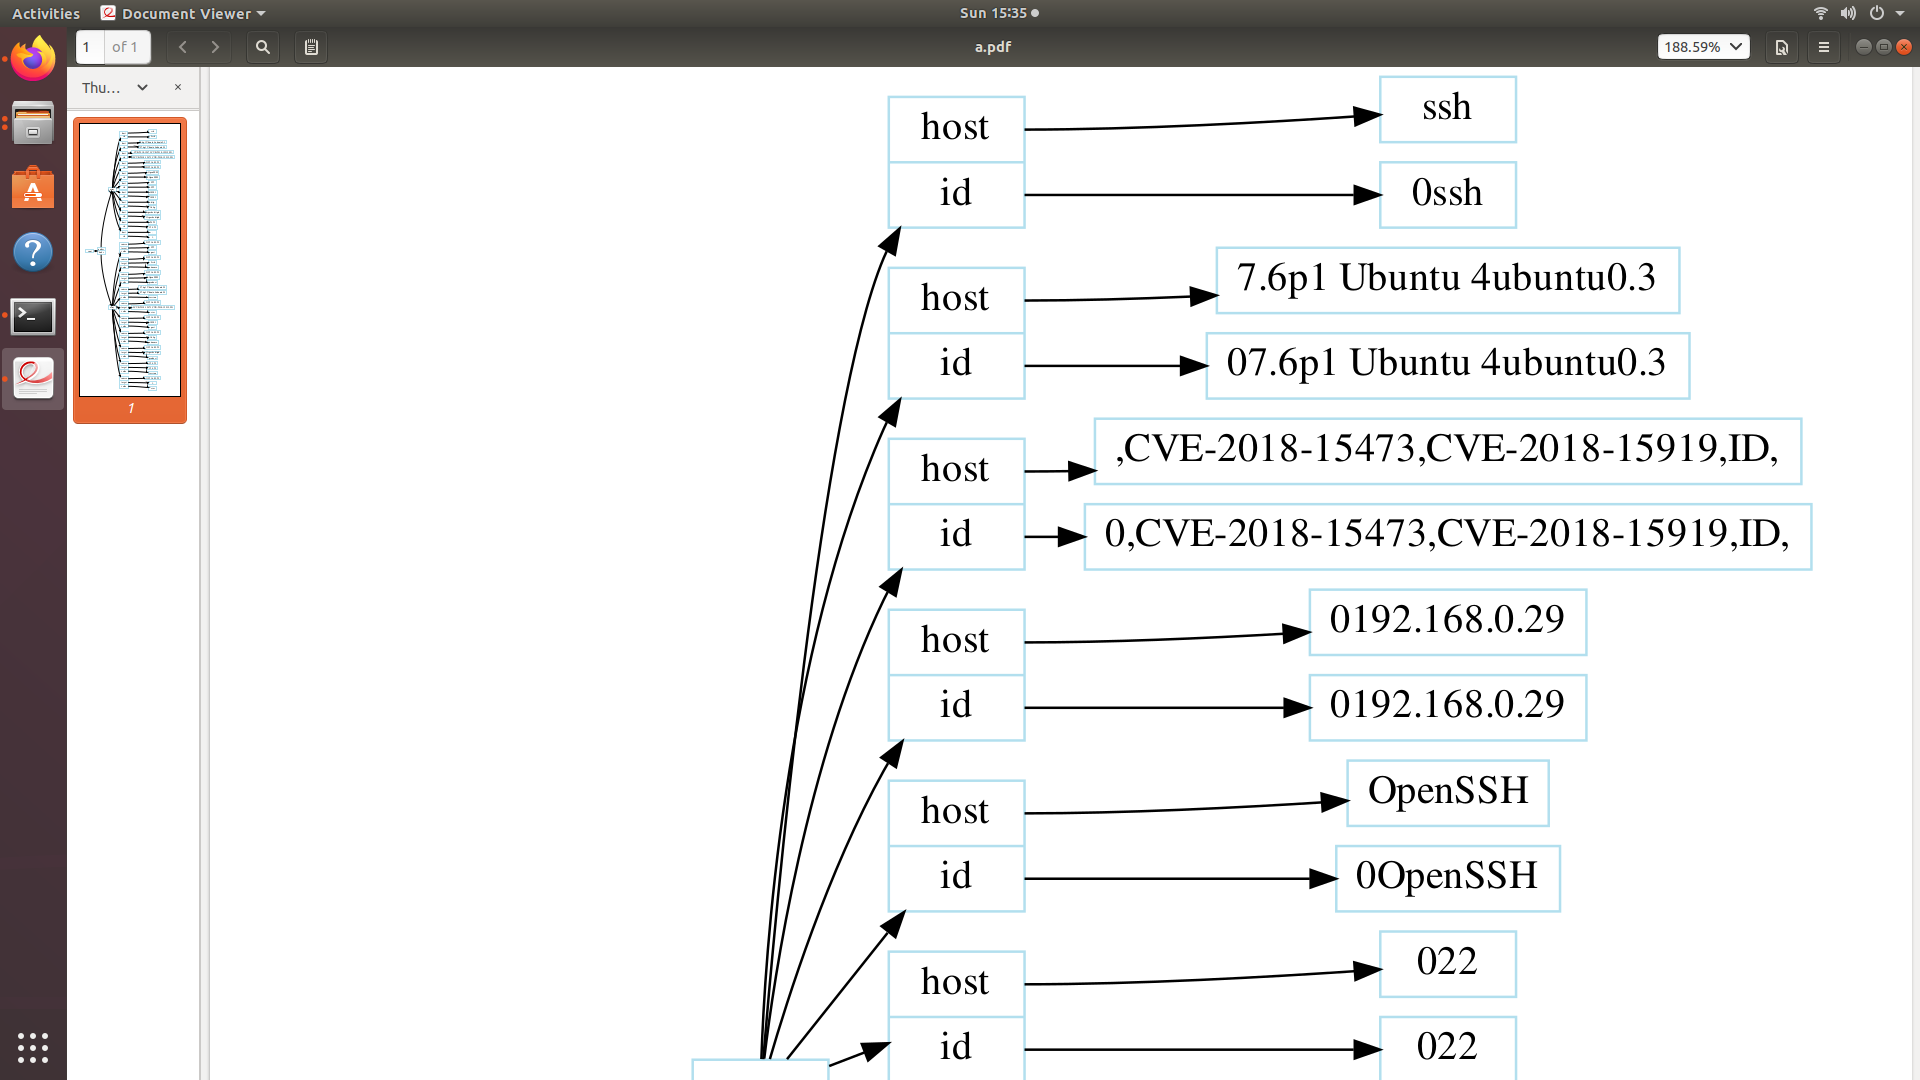 Activities Document Viewer Sun 15:35
1 of 1 a.pdf 188.59%
Thu...
1
host ssh
id 0ssh
host 7.6p1 Ubuntu 4ubuntu0.3
id 07.6p1 Ubuntu 4ubuntu0.3
host ,CVE-2018-15473,CVE-2018-15919,ID,
id 0,CVE-2018-15473,CVE-2018-15919,ID,
host 0192.168.0.29
id 0192.168.0.29
host OpenSSH
id 0OpenSSH
host 022
id 022